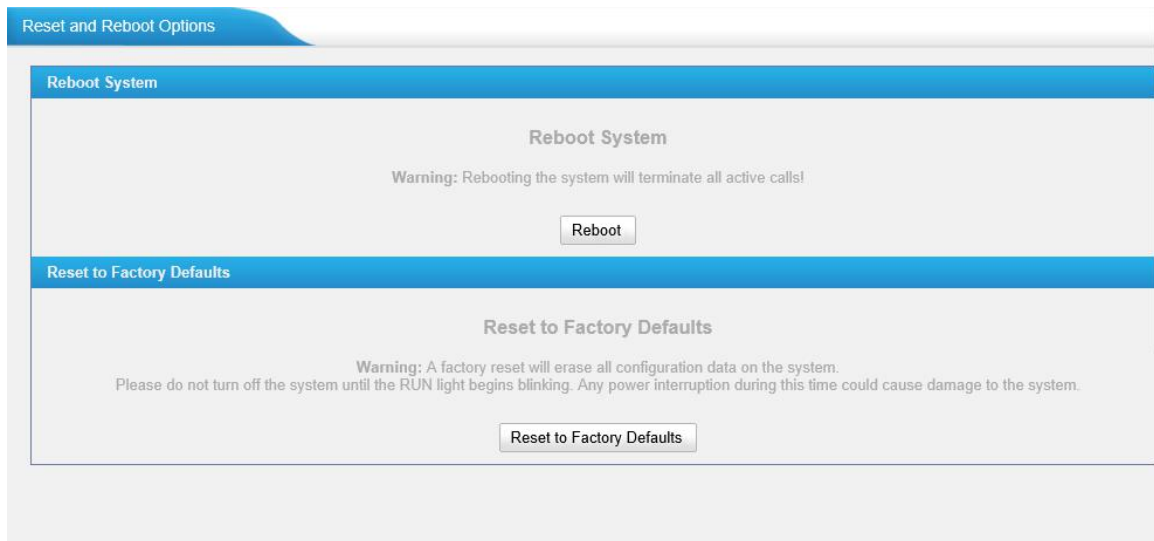 Reset and Reboot Options
Reboot System
Reboot System
Warning: Rebooting the system will terminate all active calls!
Reboot
Reset to Factory Defaults
Reset to Factory Defaults
Warning: A factory reset will erase all configuration data on the system.
Please do not turn off the system until the RUN light begins blinking. Any power interruption during this time could cause damage to the system.
Reset to Factory Defaults